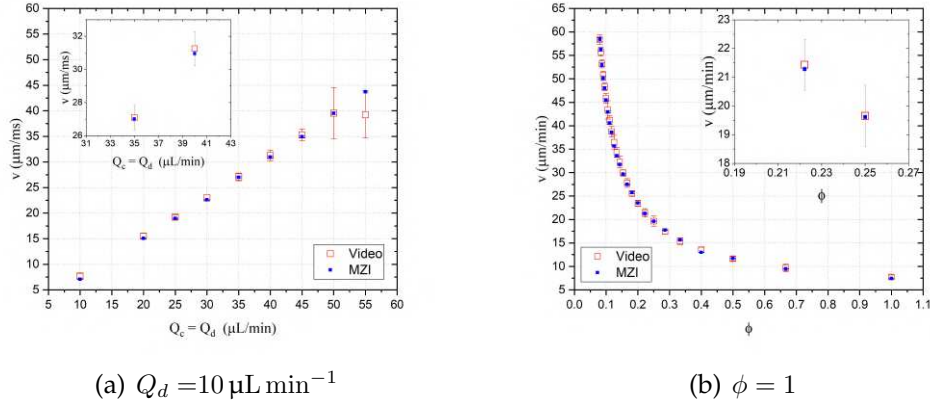 v (μm/ms)
60
55
50
45
40
35
30
25
20
15
10
5
5 10 15 20 25 30 35 40 45 50 55 60
Q_c = Q_d (μL/min)
Video
MZI
v (μm/ms)
32
30
28
26
31 33 35 37 39 41 43
Q_c = Q_d (μL/min)
(a) Q_d =10 μL min⁻¹
v (μm/min)
65
60
55
50
45
40
35
30
25
20
15
10
5
0.0 0.1 0.2 0.3 0.4 0.5 0.6 0.7 0.8 0.9 1.0 1.1
ϕ
Video
MZI
v (μm/min)
23
22
21
20
19
18
0.19 0.21 0.23 0.25 0.27
ϕ
(b) ϕ = 1